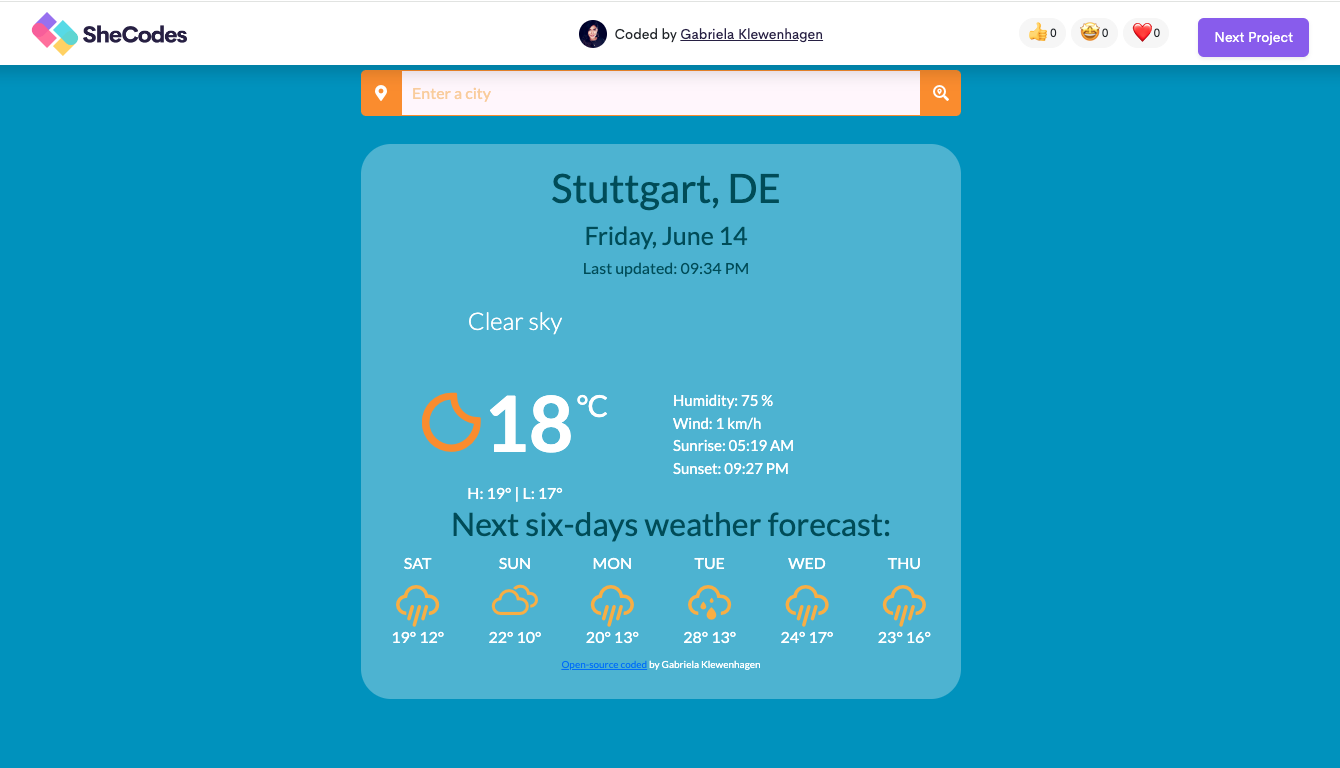 SheCodes
Coded by Gabriela Klewenhagen
👍 0 🤩 0 ❤️ 0
Next Project
Enter a city
Stuttgart, DE
Friday, June 14
Last updated: 09:34 PM
Clear sky
18 °C
Humidity: 75 %
Wind: 1 km/h
Sunrise: 05:19 AM
Sunset: 09:27 PM
H: 19° | L: 17°
Next six-days weather forecast:
SAT SUN MON TUE WED THU
19° 12° 22° 10° 20° 13° 28° 13° 24° 17° 23° 16°
Open-source coded by Gabriela Klewenhagen